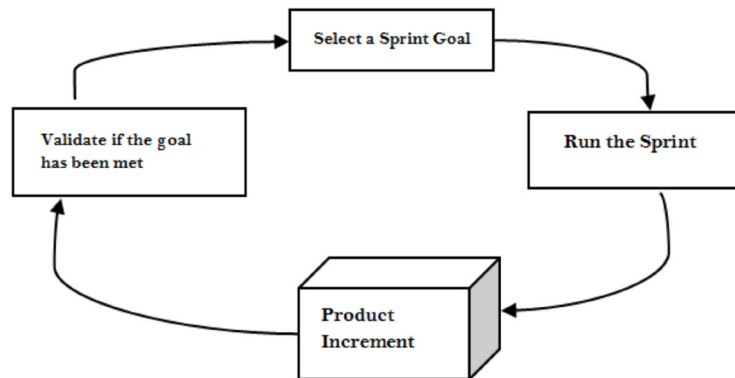 Select a Sprint Goal
Run the Sprint
Product
Increment
Validate if the goal
has been met